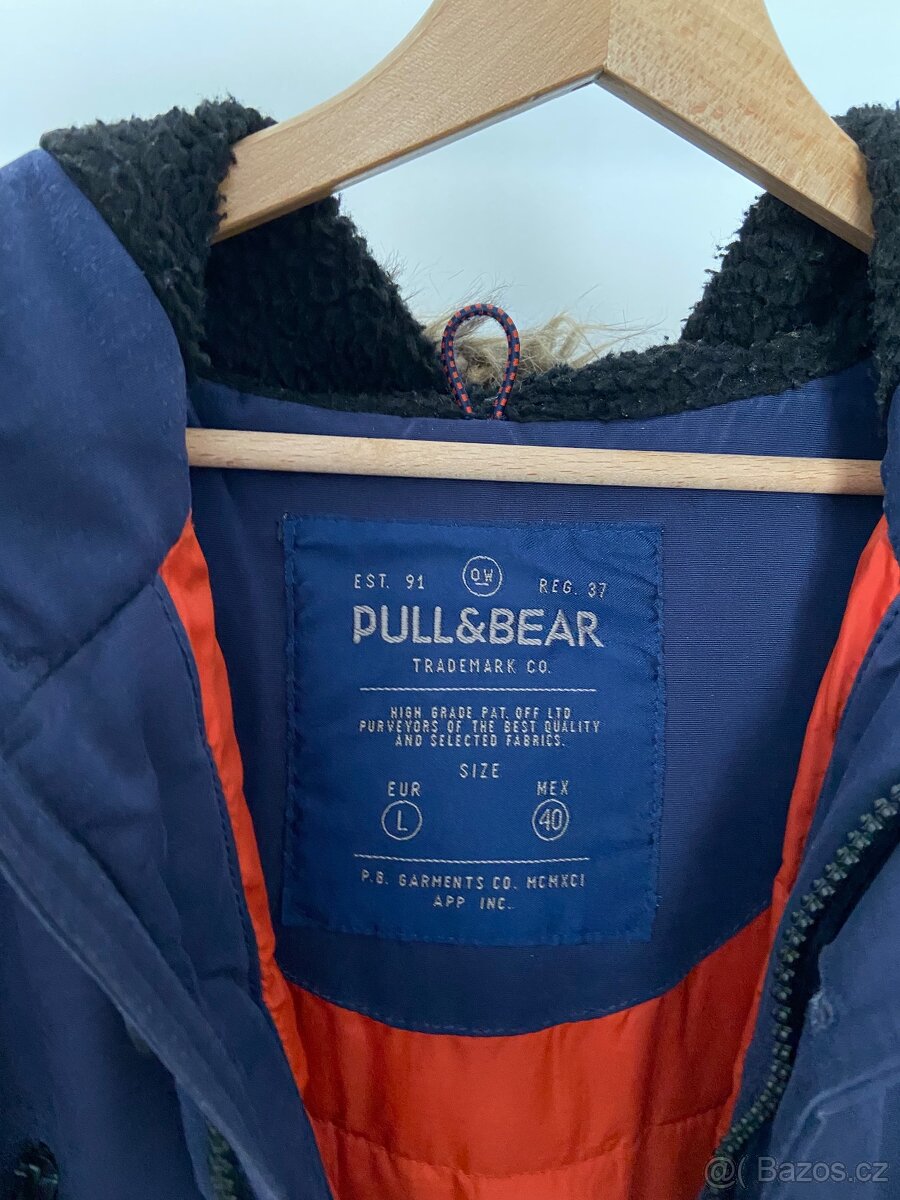 EST. 91 OW REG. 37
PULL&BEAR
TRADEMARK CO.
HIGH GRADE PAT. OFF LTD
PURVEYORS OF THE BEST QUALITY
AND SELECTED FABRICS.
SIZE
EUR MEX
L 40
P.B. GARMENTS CO. MCMXCI
APP INC.
@( Bazos.cz